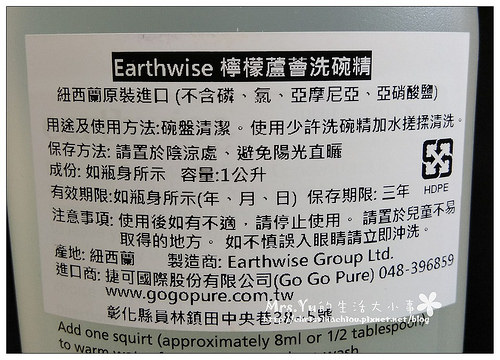 Earthwise 檸檬蘆薈洗碗精
紐西蘭原裝進口 (不含磷、氯、亞摩尼亞、亞硝酸鹽)
用途及使用方法:碗盤清潔。使用少許洗碗精加水搓揉清洗。
保存方法: 請置於陰涼處、避免陽光直曬
成份: 如瓶身所示 容量:1公升
有效期限:如瓶身所示(年、月、日) 保存期限: 三年
HDPE
注意事項: 使用後如有不適,請停止使用。 請置於兒童不易
取得的地方。 如不慎誤入眼睛請立即沖洗。
產地: 紐西蘭 製造商: Earthwise Group Ltd.
進口商: 捷可國際股份有限公司(Go Go Pure) 048-396859
www.gogopure.com.tw
Mrs.Yu的生活大小事
彰化縣員林鎮田中央巷
Add one squirt (approximately 8ml or 1/2 tablespoon)
to warm